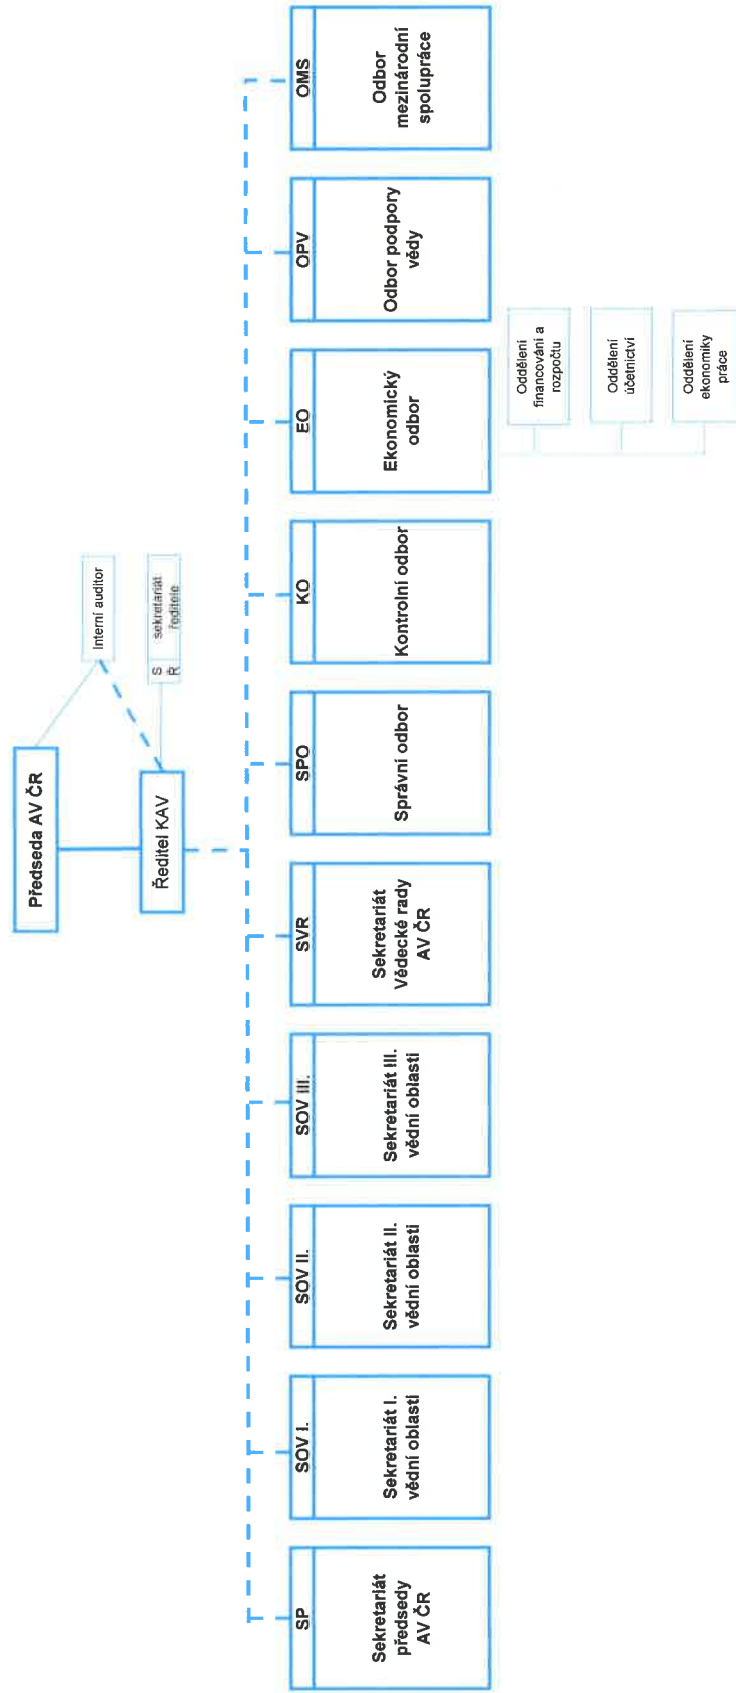 Předseda AV ČR
Interní auditor
Ředitel KAV
S
Ř
sekretariát
ředitele
SP
Sekretariát
předsedy
AV ČR
SOV I.
Sekretariát I.
vědní oblasti
SOV II.
Sekretariát II.
vědní oblasti
SOV III.
Sekretariát III.
vědní oblasti
SVR
Sekretariát
Vědecké rady
AV ČR
SPO
Správní odbor
KO
Kontrolní odbor
EO
Ekonomický
odbor
OPV
Odbor podpory
vědy
OMS
Odbor
mezinárodní
spolupráce
Oddělení
financování a
rozpočtu
Oddělení
účetnictví
Oddělení
ekonomiky
práce